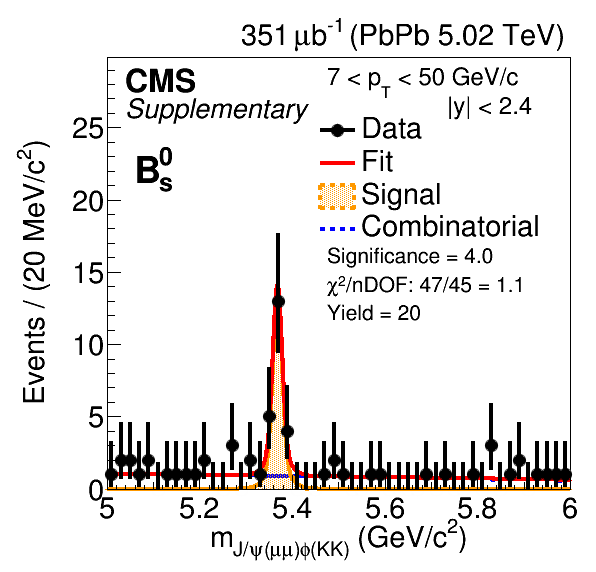 351 μb⁻¹ (PbPb 5.02 TeV)
CMS
Supplementary
7 < p_T < 50 GeV/c
|y| < 2.4
B⁰_s
Data
Fit
Signal
Combinatorial
Significance = 4.0
χ²/nDOF: 47/45 = 1.1
Yield = 20
Events / (20 MeV/c²)
25
20
15
10
5
0
5 5.2 5.4 5.6 5.8 6
m_J/ψ(μμ)φ(KK) (GeV/c²)